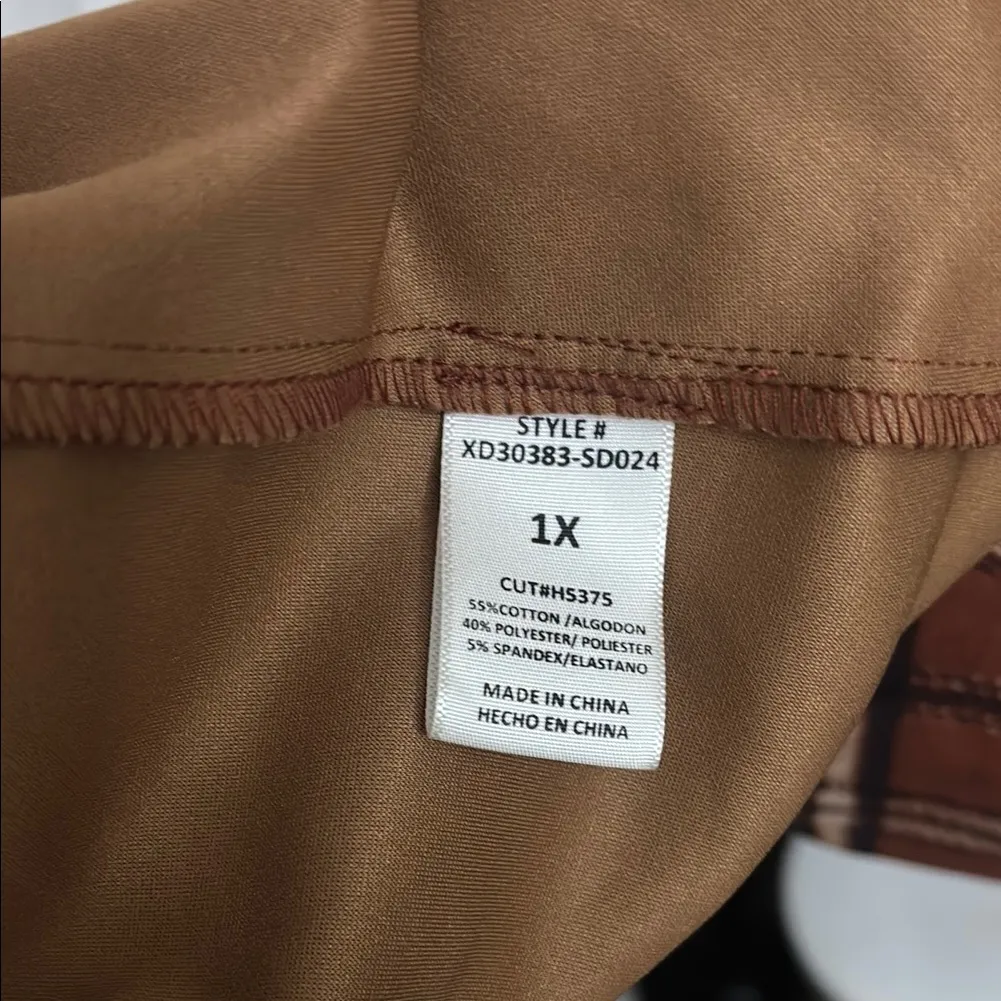 STYLE #
XD30383-SD024
1X
CUT#H5375
55%COTTON /ALGODON
40% POLYESTER/ POLIESTER
5% SPANDEX/ELASTANO
MADE IN CHINA
HECHO EN CHINA